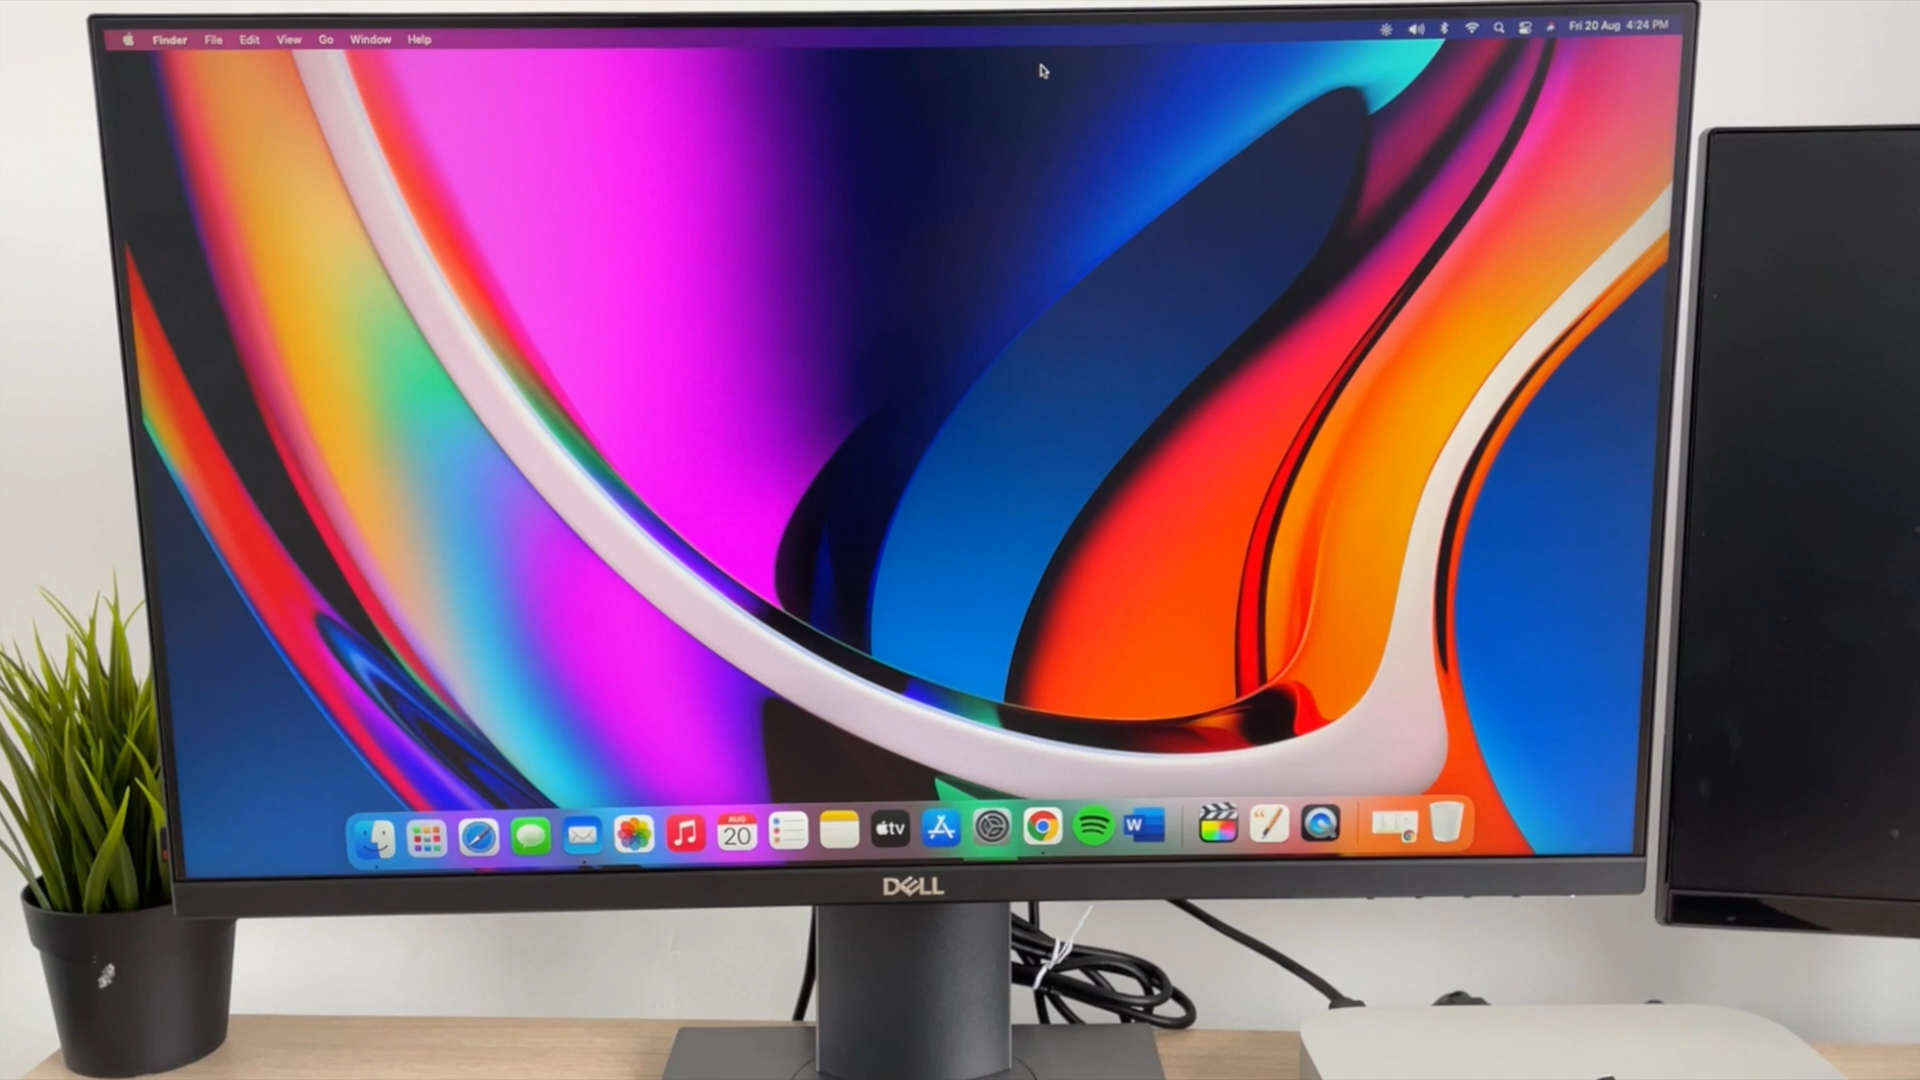 Finder File Edit View Go Window Help
Fri 20 Aug 4:24 PM
AUG
20
tv
W
DELL